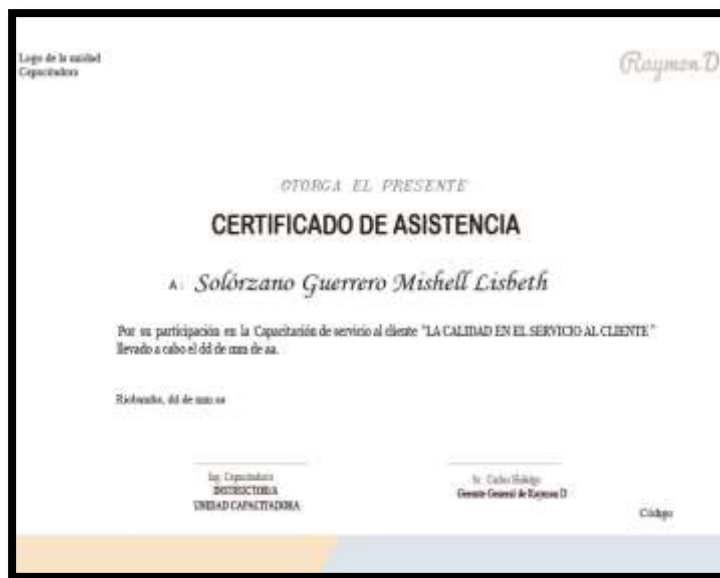 Logo de la unidad
Capacitadora
Raymon D
OTORGA EL PRESENTE
CERTIFICADO DE ASISTENCIA
A: Solórzano Guerrero Mishell Lisbeth
Por su participación en la Capacitación de servicio al cliente "LA CALIDAD EN EL SERVICIO AL CLIENTE"
llevado a cabo el dd de mm de aa.
Riobamba, dd de mm aa
Ing. Capacitadora
INSTRUCTOR/A
UNIDAD CAPACITADORA
Sr. Carlos Hidalgo
Gerente General de Raymon D
Código